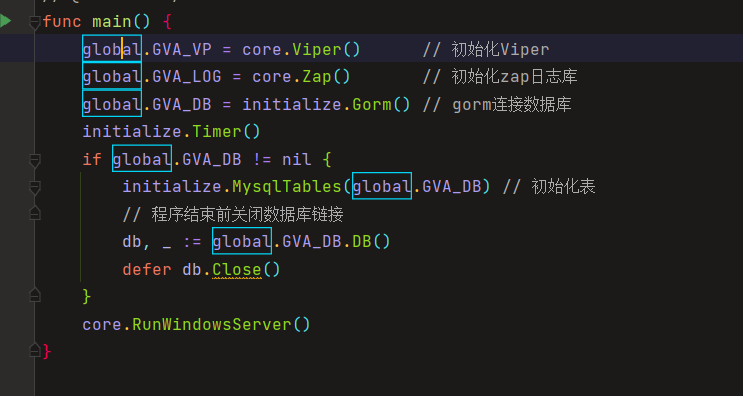 func main() {
global.GVA_VP = core.Viper() // 初始化Viper
global.GVA_LOG = core.Zap() // 初始化zap日志库
global.GVA_DB = initialize.Gorm() // gorm连接数据库
initialize.Timer()
if global.GVA_DB != nil {
initialize.MysqlTables(global.GVA_DB) // 初始化表
// 程序结束前关闭数据库链接
db, _ := global.GVA_DB.DB()
defer db.Close()
}
core.RunWindowsServer()
}